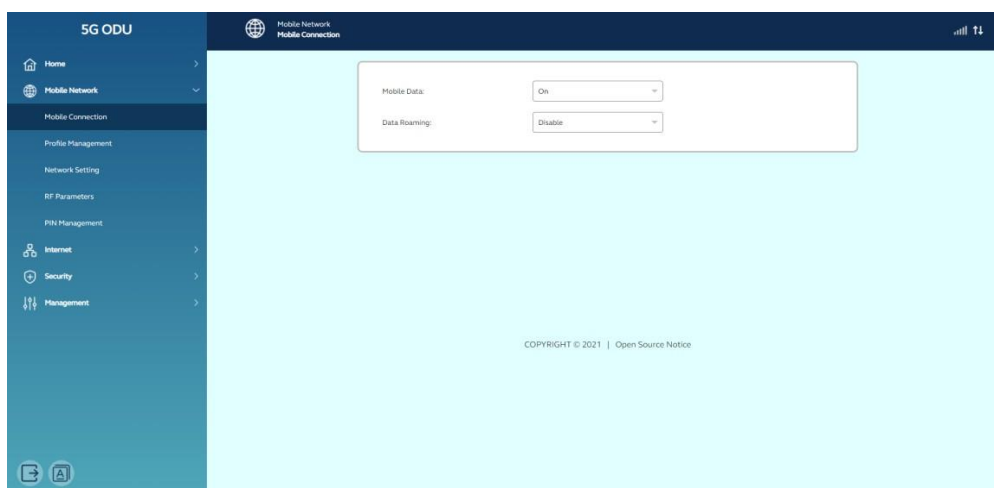 5G ODU
Mobile Network
Mobile Connection
Home
Mobile Network
Mobile Connection
Profile Management
Network Setting
RF Parameters
PIN Management
Internet
Security
Management
Mobile Data:
On
Data Roaming:
Disable
COPYRIGHT © 2021 | Open Source Notice
A